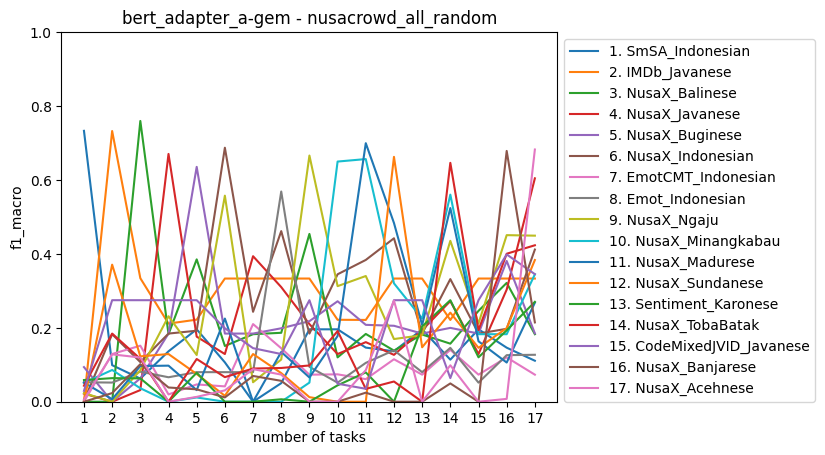 bert_adapter_a-gem - nusacrowd_all_random
f1_macro
1.0
0.8
0.6
0.4
0.2
0.0
1 2 3 4 5 6 7 8 9 10 11 12 13 14 15 16 17
number of tasks
1. SmSA_Indonesian
2. IMDb_Javanese
3. NusaX_Balinese
4. NusaX_Javanese
5. NusaX_Buginese
6. NusaX_Indonesian
7. EmotCMT_Indonesian
8. Emot_Indonesian
9. NusaX_Ngaju
10. NusaX_Minangkabau
11. NusaX_Madurese
12. NusaX_Sundanese
13. Sentiment_Karonese
14. NusaX_TobaBatak
15. CodeMixedJVID_Javanese
16. NusaX_Banjarese
17. NusaX_Acehnese